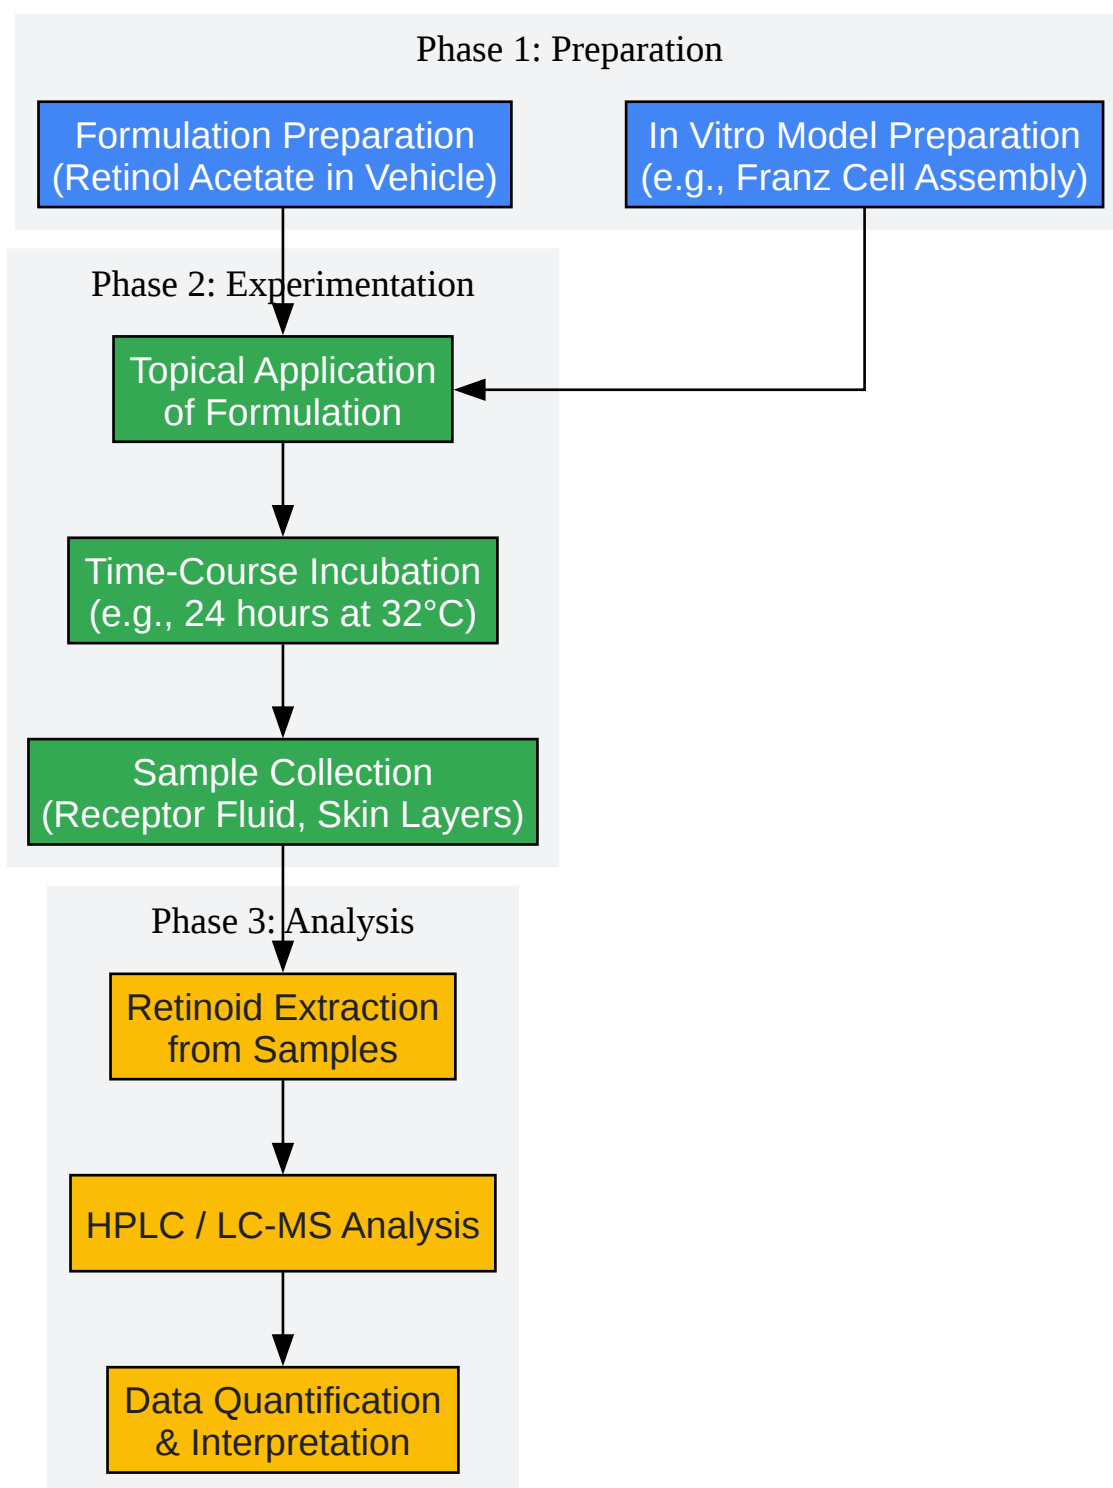 Phase 1: Preparation
Formulation Preparation
(Retinol Acetate in Vehicle)
In Vitro Model Preparation
(e.g., Franz Cell Assembly)
Phase 2: Experimentation
Topical Application
of Formulation
Time-Course Incubation
(e.g., 24 hours at 32°C)
Sample Collection
(Receptor Fluid, Skin Layers)
Phase 3: Analysis
Retinoid Extraction
from Samples
HPLC / LC-MS Analysis
Data Quantification
& Interpretation